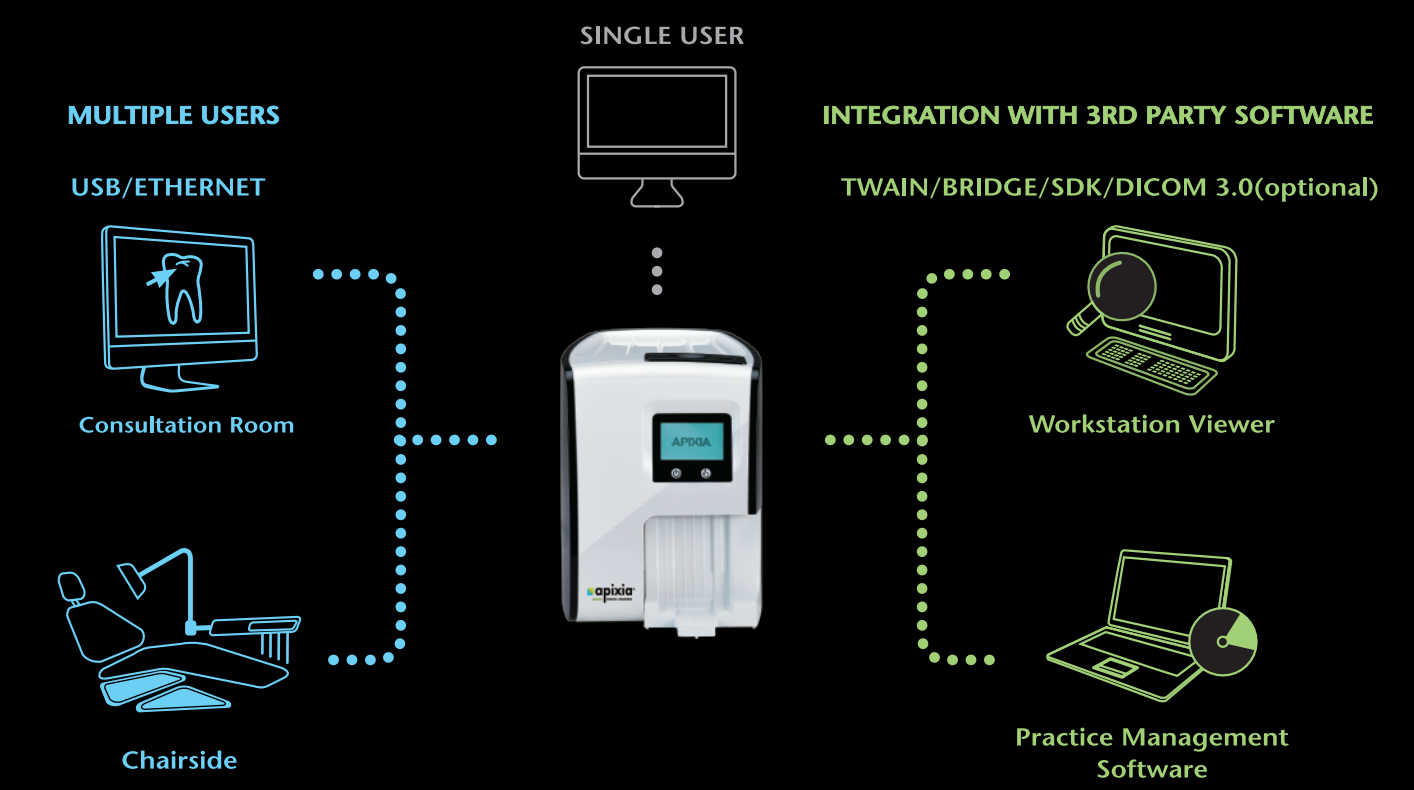 SINGLE USER
MULTIPLE USERS
USB/ETHERNET
Consultation Room
Chairside
APIXIA
apixia
INTEGRATION WITH 3RD PARTY SOFTWARE
TWAIN/BRIDGE/SDK/DICOM 3.0(optional)
Workstation Viewer
Practice Management
Software